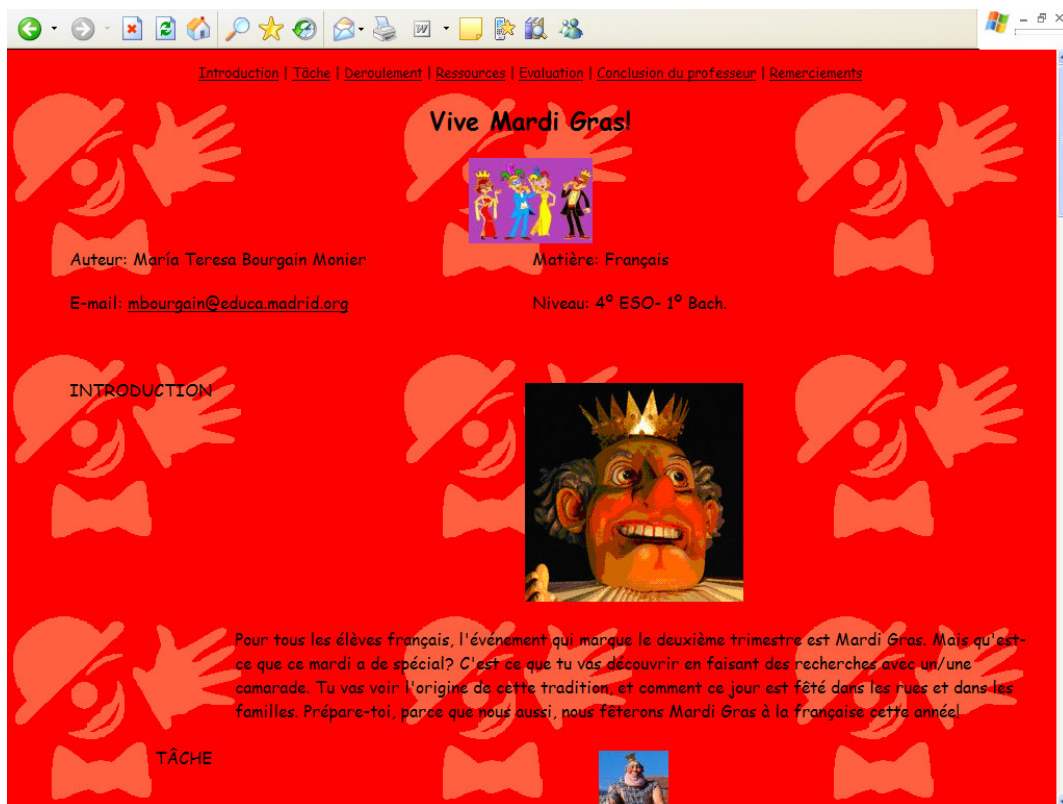 Introduction | Tâche | Deroulement | Ressources | Evaluation | Conclusion du professeur | Remerciements
Vive Mardi Gras!
Auteur: María Teresa Bourgain Monier
Matière: Français
E-mail: mbourgain@educa.madrid.org
Niveau: 4º ESO- 1º Bach.
INTRODUCTION
Pour tous les élèves français, l'événement qui marque le deuxième trimestre est Mardi Gras. Mais qu'est-
ce que ce mardi a de spécial? C'est ce que tu vas découvrir en faisant des recherches avec un/une
camarade. Tu vas voir l'origine de cette tradition, et comment ce jour est fêté dans les rues et dans les
familles. Prépare-toi, parce que nous aussi, nous fêterons Mardi Gras à la française cette année!
TÂCHE